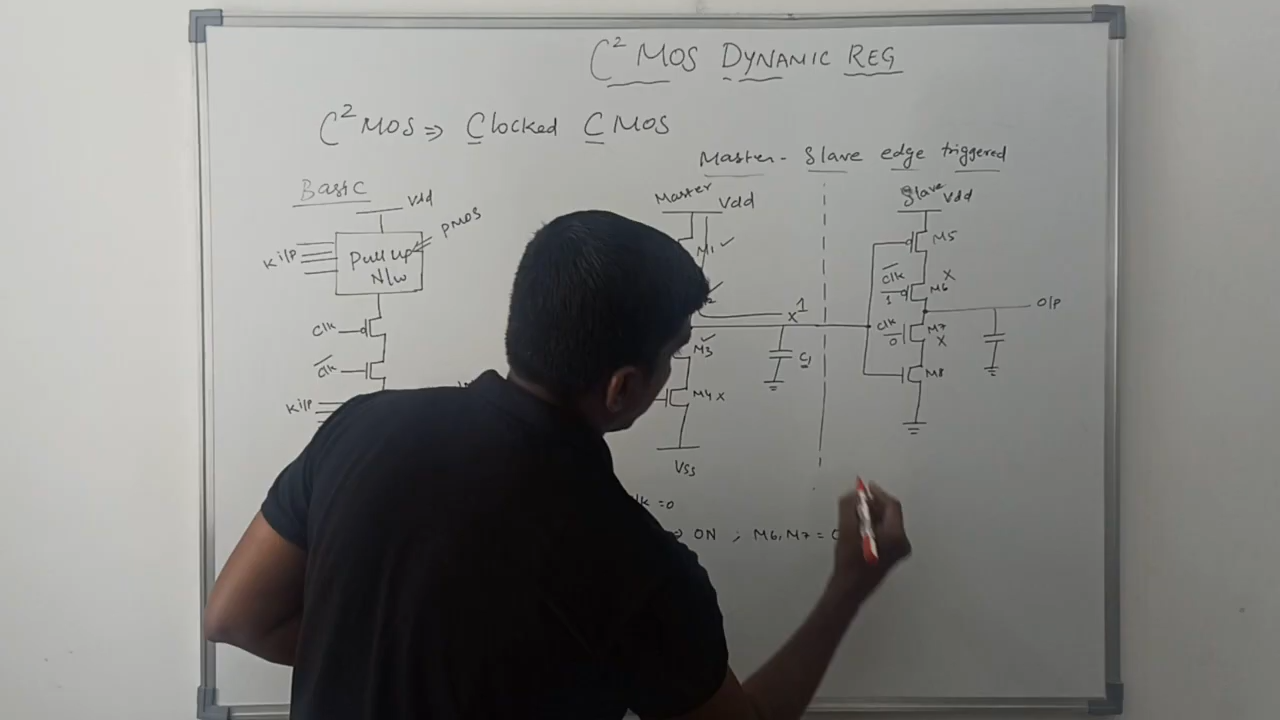 C² MOS DYNAMIC REG
C² MOS ⇒ Clocked CMOS
Master - Slave edge triggered
Basic
Vdd
PMOS
K i/p
Pull up
N/w
clk
clk
K i/p
Master
Vdd
M1 ✓
X 1
M3 ✓
C1
M4 X
Vss
Slave
Vdd
M5
clk
1
M6 X
O/P
clk
0
M7 X
M8
=0
⇒ ON ; M6, M7 =